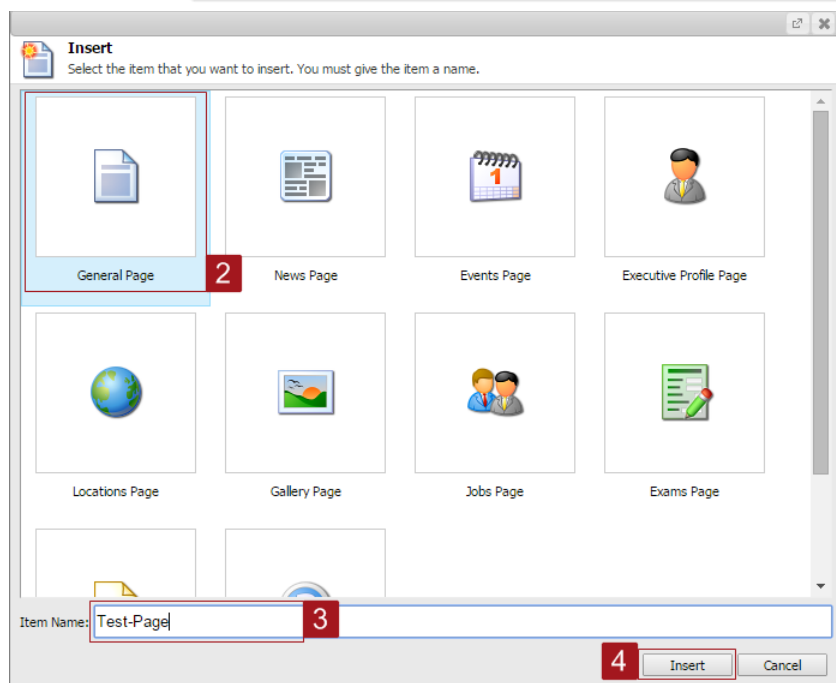 Insert
Select the item that you want to insert. You must give the item a name.
1
General Page
2
News Page
Events Page
Executive Profile Page
Locations Page
Gallery Page
Jobs Page
Exams Page
Item Name:
Test-Page
3
4
Insert
Cancel